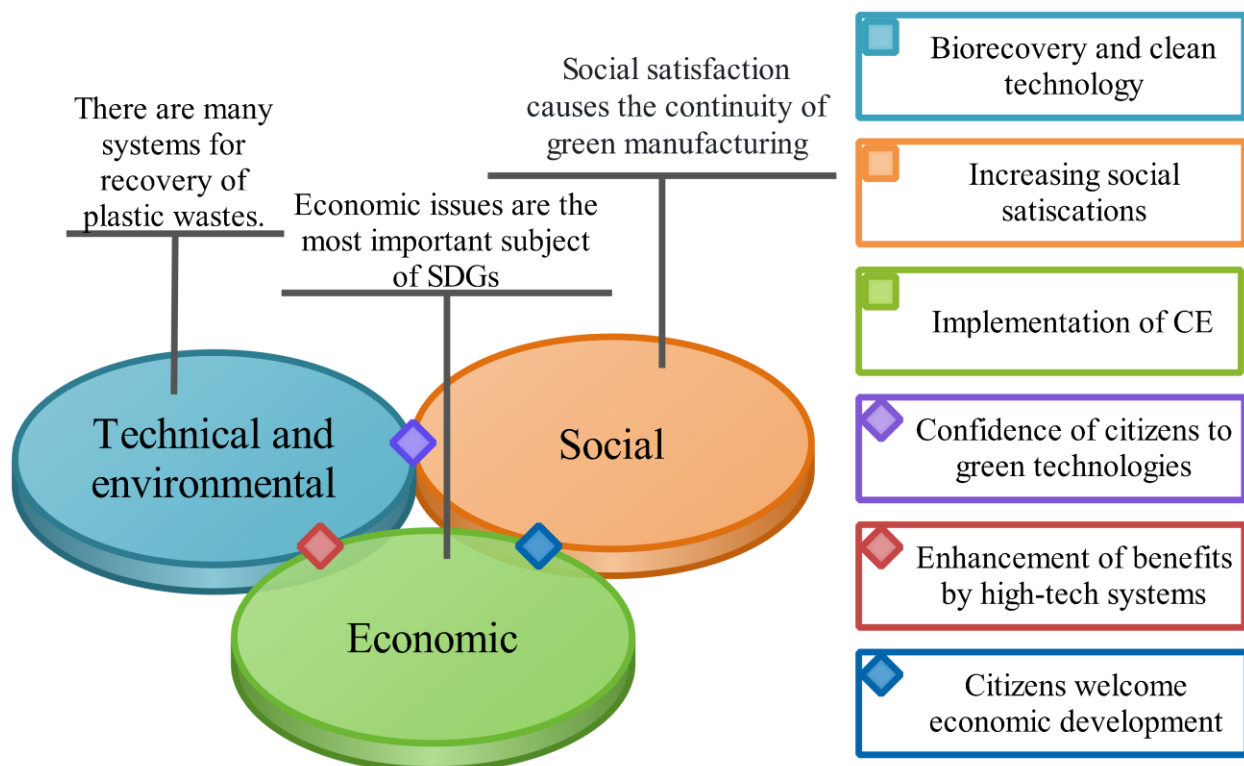 There are many
systems for
recovery of
plastic wastes.
Economic issues are the
most important subject
of SDGs
Social satisfaction
causes the continuity of
green manufacturing
Technical and
environmental
Social
Economic
Biorecovery and clean
technology
Increasing social
satiscations
Implementation of CE
Confidence of citizens to
green technologies
Enhancement of benefits
by high-tech systems
Citizens welcome
economic development